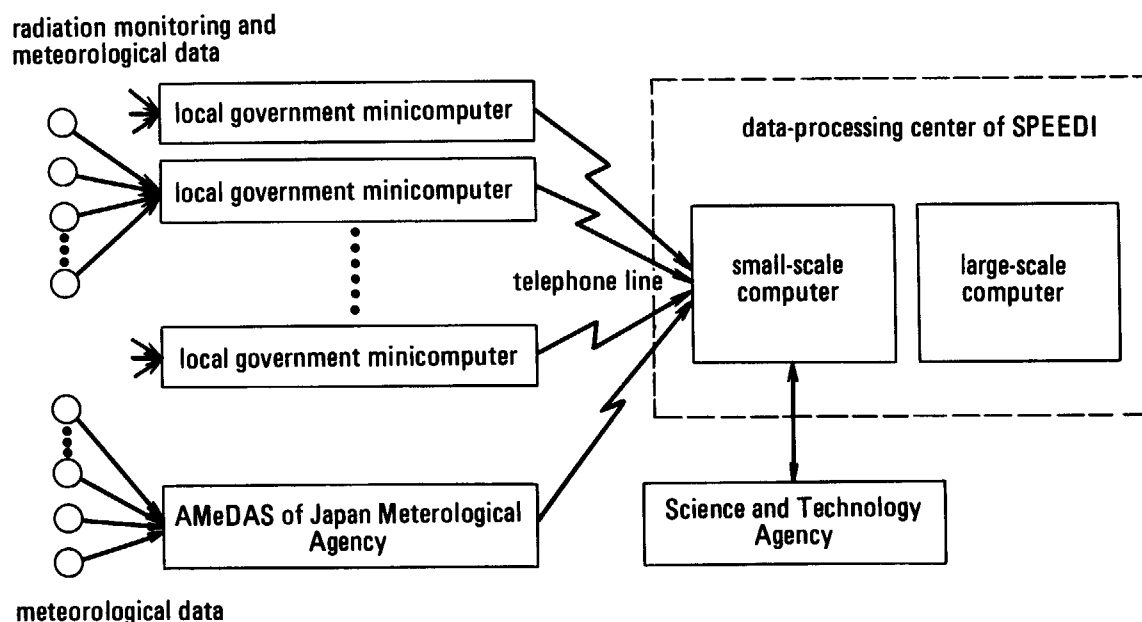 radiation monitoring and
meteorological data
local government minicomputer
local government minicomputer
telephone line
local government minicomputer
AMeDAS of Japan Meterological
Agency
meteorological data
data-processing center of SPEEDI
small-scale
computer
large-scale
computer
Science and Technology
Agency